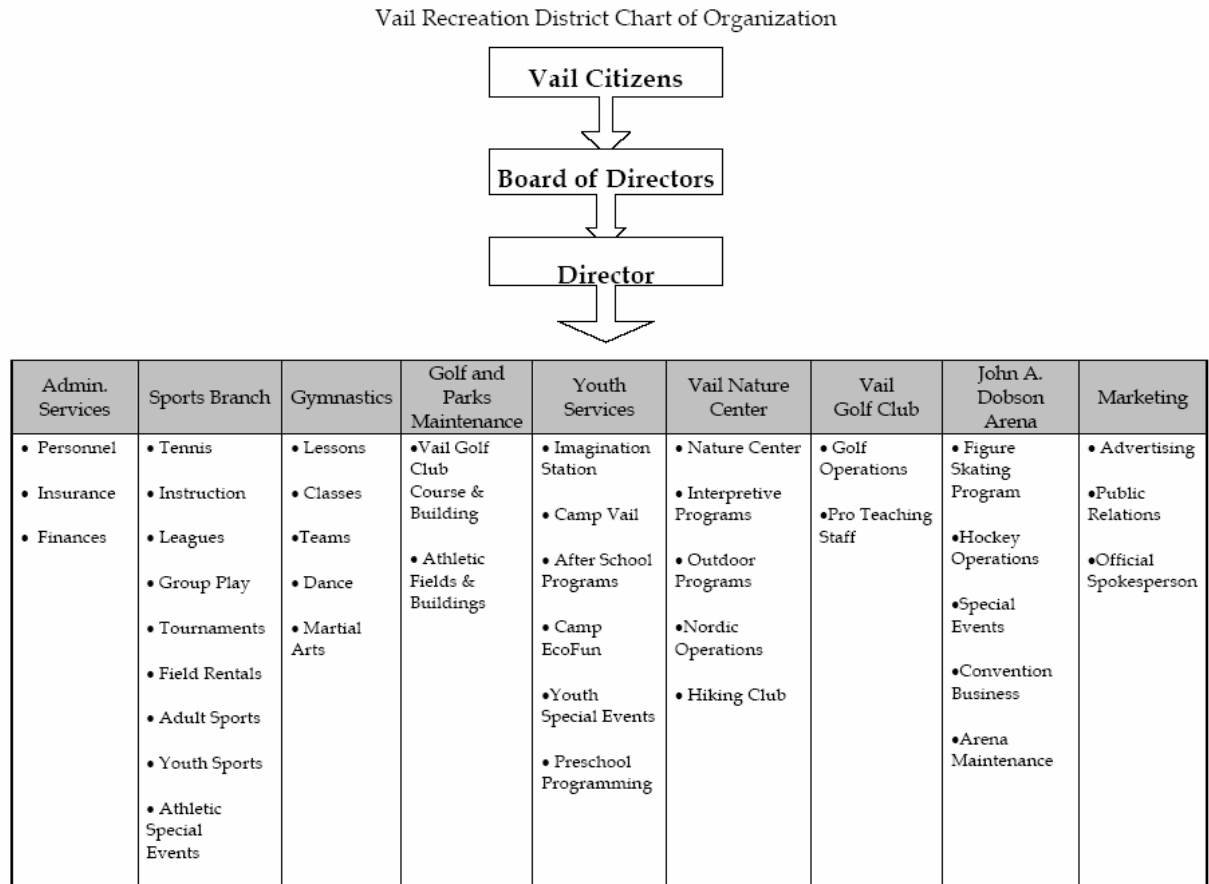 Vail Recreation District Chart of Organization
Vail Citizens
Board of Directors
Director
Admin.
Services
Sports Branch
Gymnastics
Golf and
Parks
Maintenance
Youth
Services
Vail Nature
Center
Vail
Golf Club
John A.
Dobson
Arena
Marketing
• Personnel
• Insurance
• Finances
• Tennis
• Instruction
• Leagues
• Group Play
• Tournaments
• Field Rentals
• Adult Sports
• Youth Sports
• Athletic
Special
Events
• Lessons
• Classes
•Teams
• Dance
• Martial
Arts
•Vail Golf
Club
Course &
Building
• Athletic
Fields &
Buildings
• Imagination
Station
• Camp Vail
• After School
Programs
• Camp
EcoFun
•Youth
Special Events
• Preschool
Programming
• Nature Center
• Interpretive
Programs
• Outdoor
Programs
•Nordic
Operations
• Hiking Club
• Golf
Operations
•Pro Teaching
Staff
• Figure
Skating
Program
•Hockey
Operations
•Special
Events
•Convention
Business
•Arena
Maintenance
• Advertising
•Public
Relations
•Official
Spokesperson